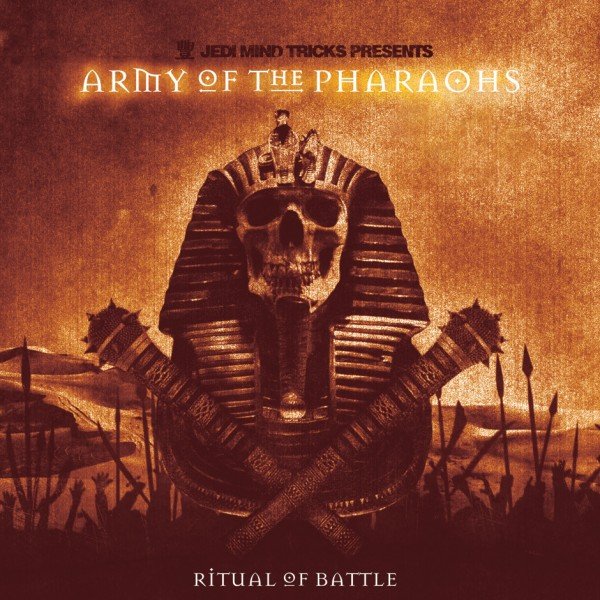 JEDI MIND TRICKS PRESENTS
ARMY OF THE PHARAOHS
RiTUAL OF BATTLE